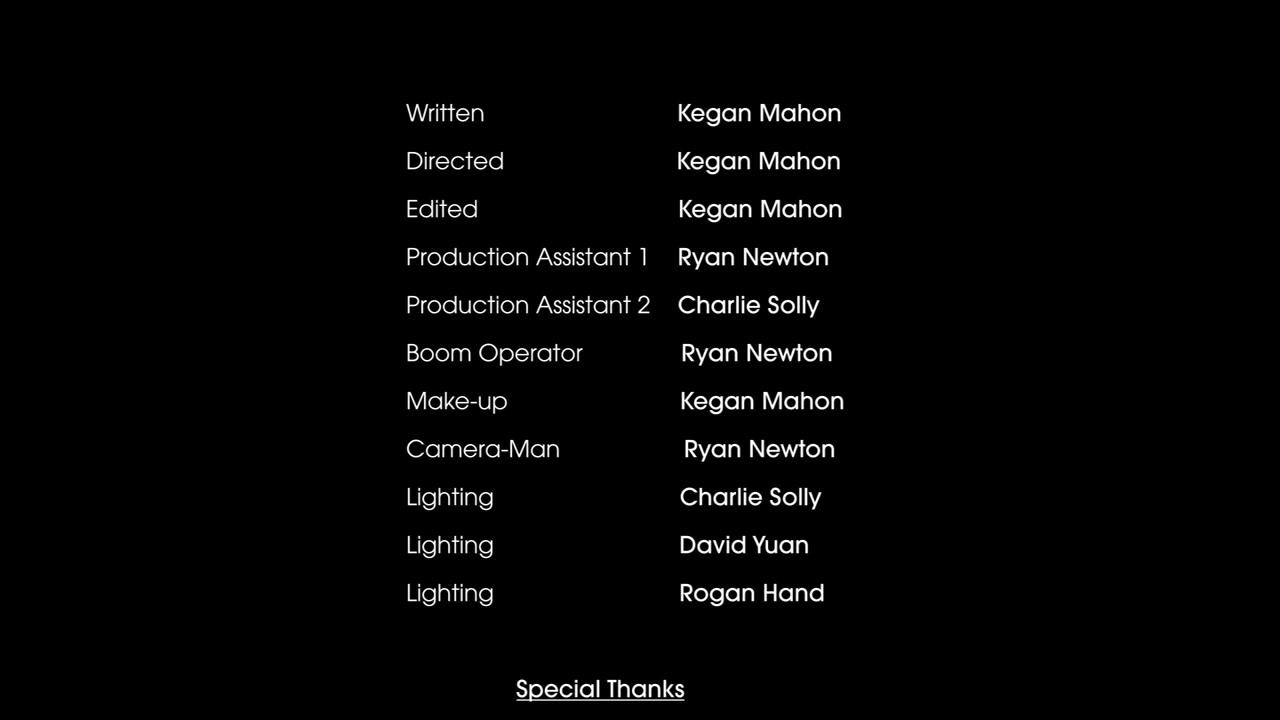 Written Kegan Mahon
Directed Kegan Mahon
Edited Kegan Mahon
Production Assistant 1 Ryan Newton
Production Assistant 2 Charlie Solly
Boom Operator Ryan Newton
Make-up Kegan Mahon
Camera-Man Ryan Newton
Lighting Charlie Solly
Lighting David Yuan
Lighting Rogan Hand
Special Thanks